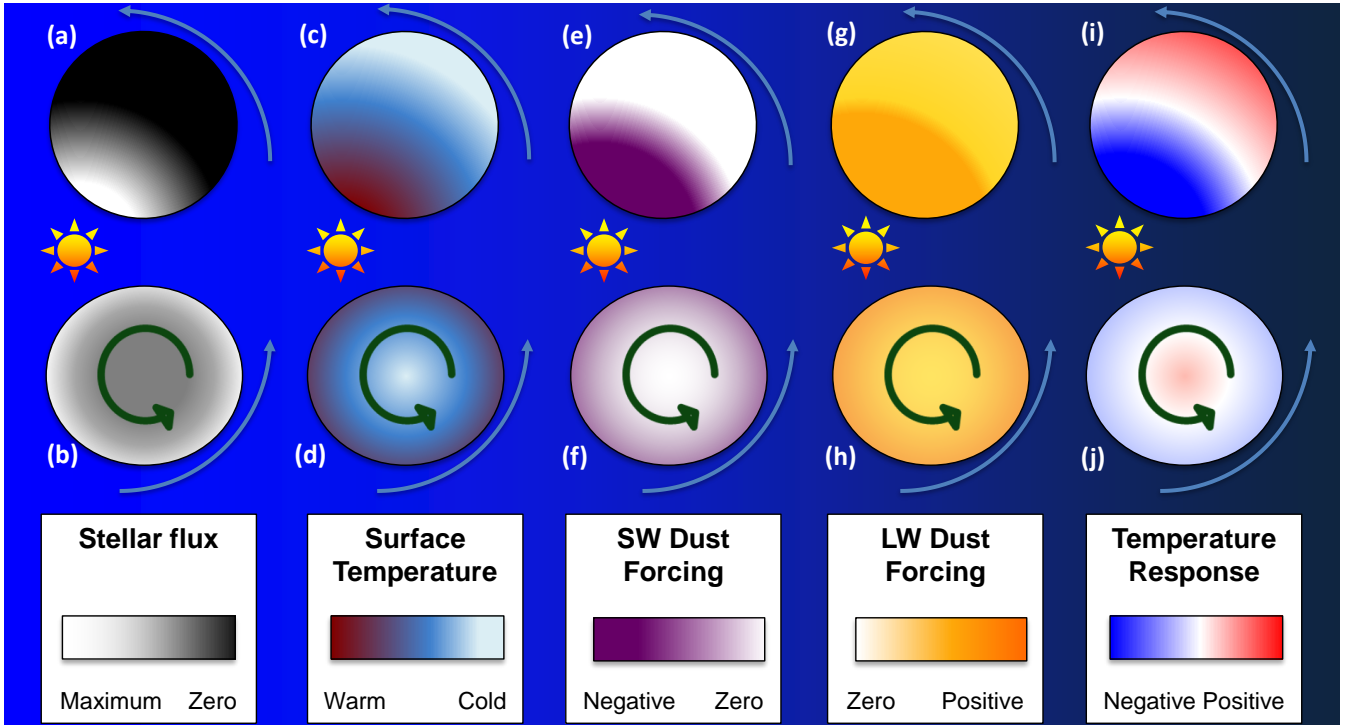 (a)
(c)
(e)
(g)
(i)
(b)
(d)
(f)
(h)
(j)
Stellar flux
Maximum Zero
Surface
Temperature
Warm Cold
SW Dust
Forcing
Negative Zero
LW Dust
Forcing
Zero Positive
Temperature
Response
Negative Positive